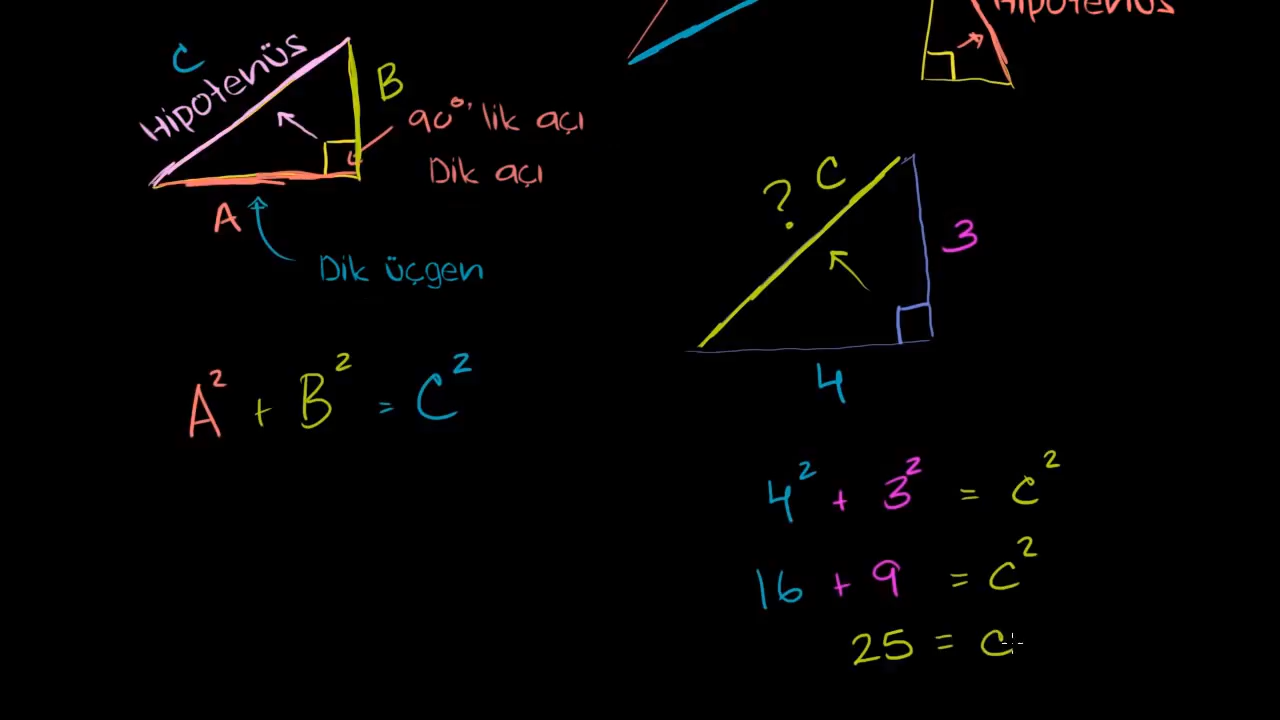 Hipotenüs
C
Hipotenüs
B
90°'lik açı
Dik açı
A
Dik üçgen
? C
3
4
A² + B² = C²
4² + 3² = C²
16 + 9 = C²
25 = C